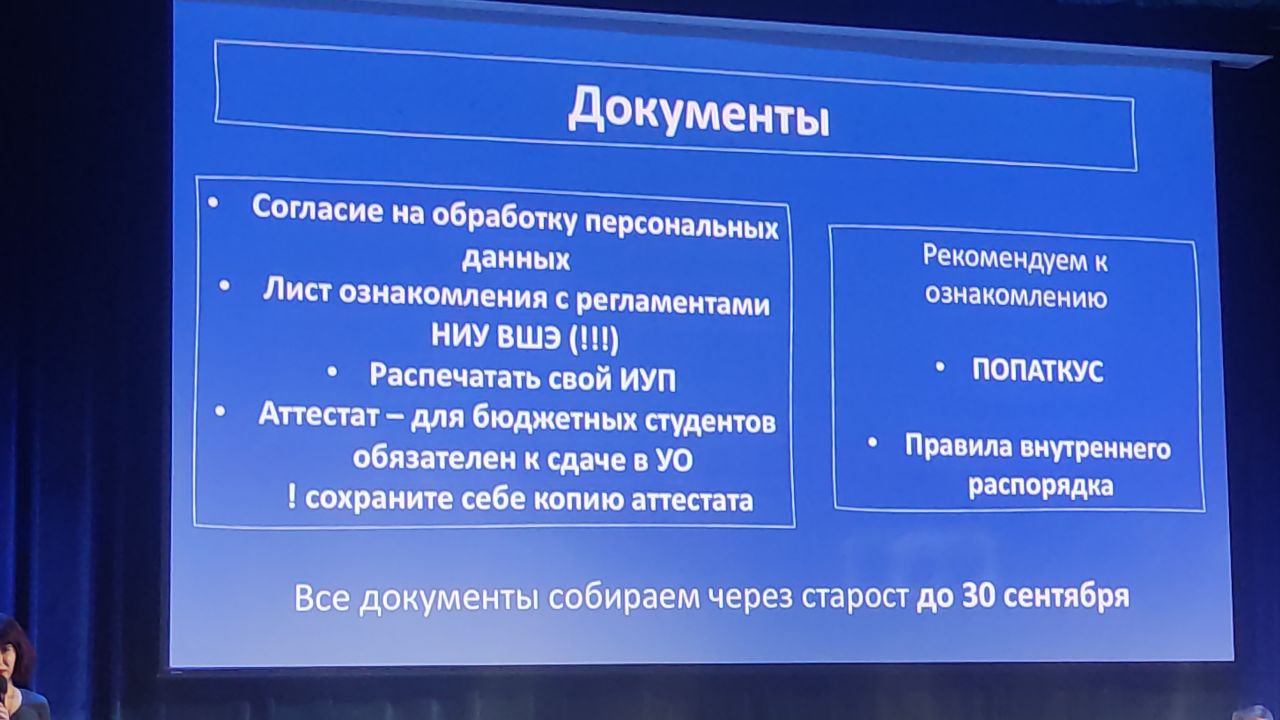 Документы
• Согласие на обработку персональных
данных
• Лист ознакомления с регламентами
НИУ ВШЭ (!!!)
• Распечатать свой ИУП
• Аттестат – для бюджетных студентов
обязателен к сдаче в УО
! сохраните себе копию аттестата
Рекомендуем к
ознакомлению
• ПОПАТКУС
• Правила внутреннего
распорядка
Все документы собираем через старост до 30 сентября